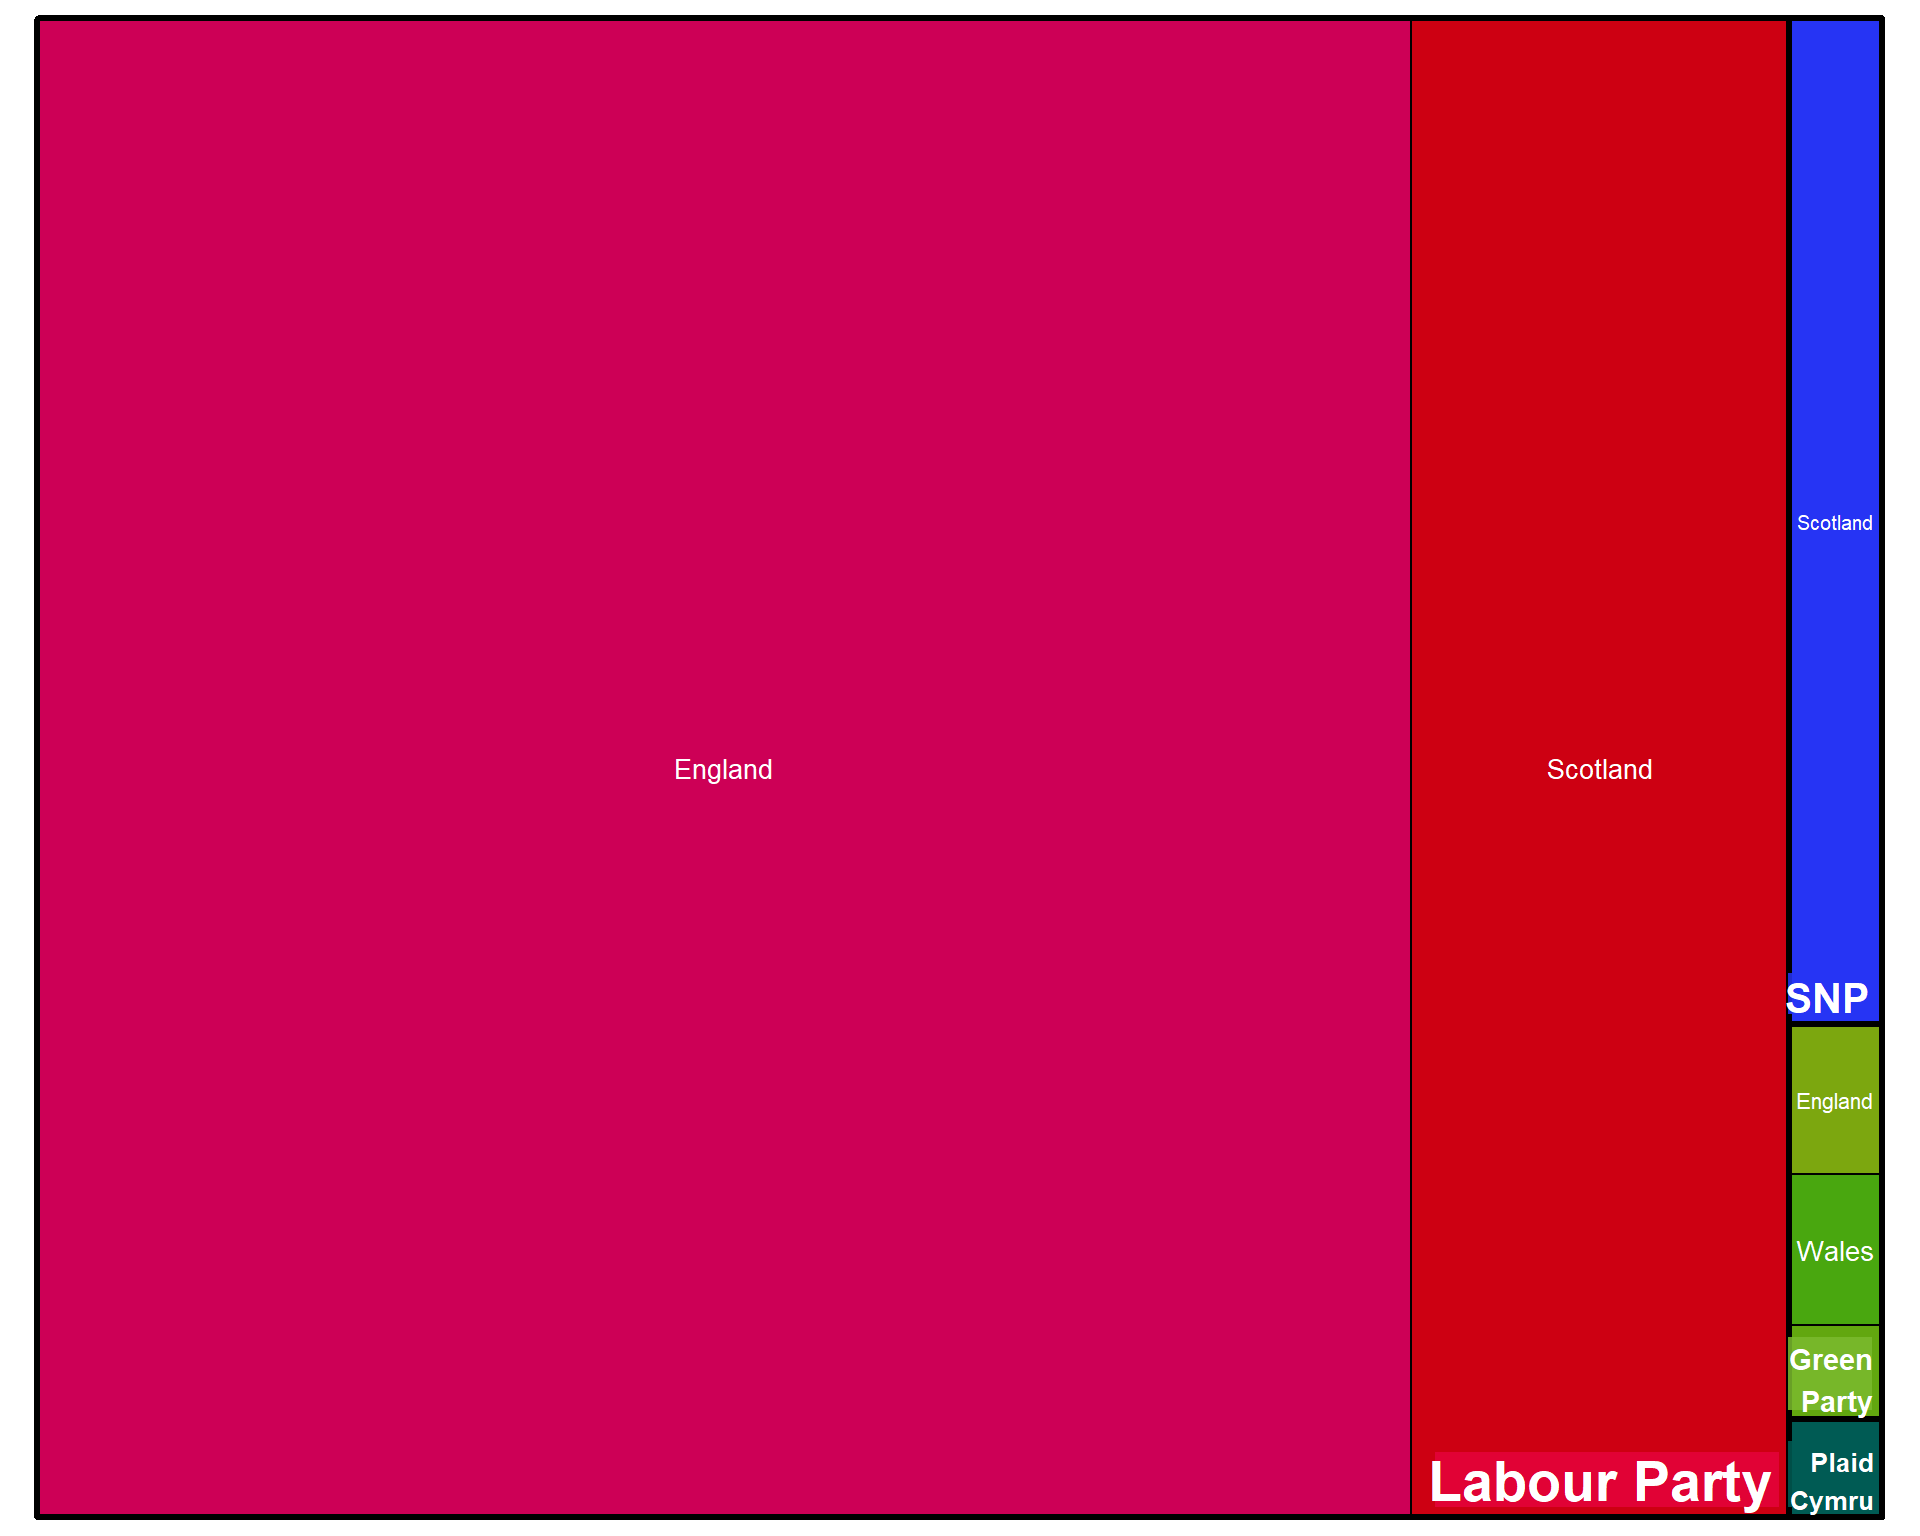 England
Scotland
Labour Party
Scotland
SNP
England
Wales
Green
Party
Plaid
Cymru